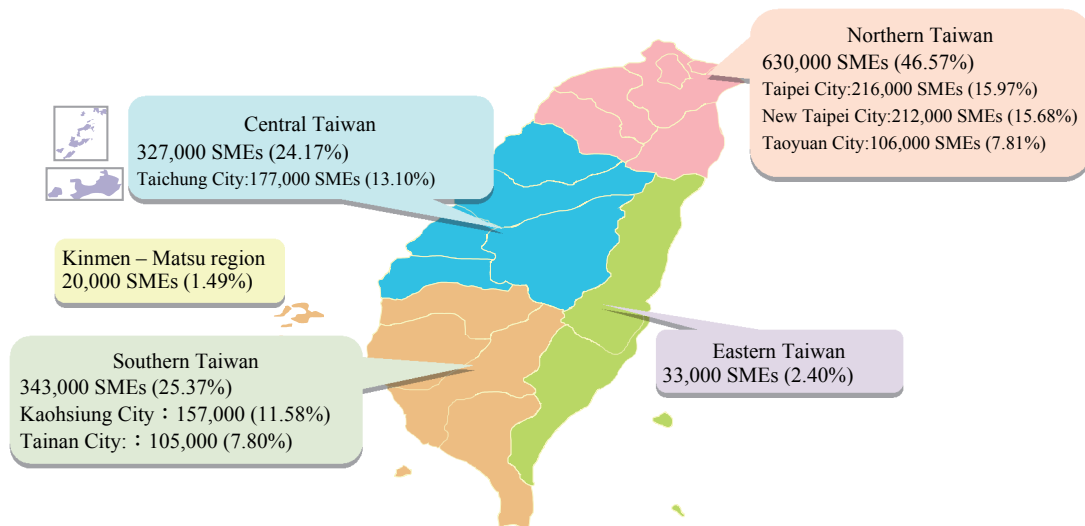 Northern Taiwan
630,000 SMEs (46.57%)
Taipei City:216,000 SMEs (15.97%)
New Taipei City:212,000 SMEs (15.68%)
Taoyuan City:106,000 SMEs (7.81%)
Central Taiwan
327,000 SMEs (24.17%)
Taichung City:177,000 SMEs (13.10%)
Kinmen – Matsu region
20,000 SMEs (1.49%)
Southern Taiwan
343,000 SMEs (25.37%)
Kaohsiung City：157,000 (11.58%)
Tainan City:：105,000 (7.80%)
Eastern Taiwan
33,000 SMEs (2.40%)